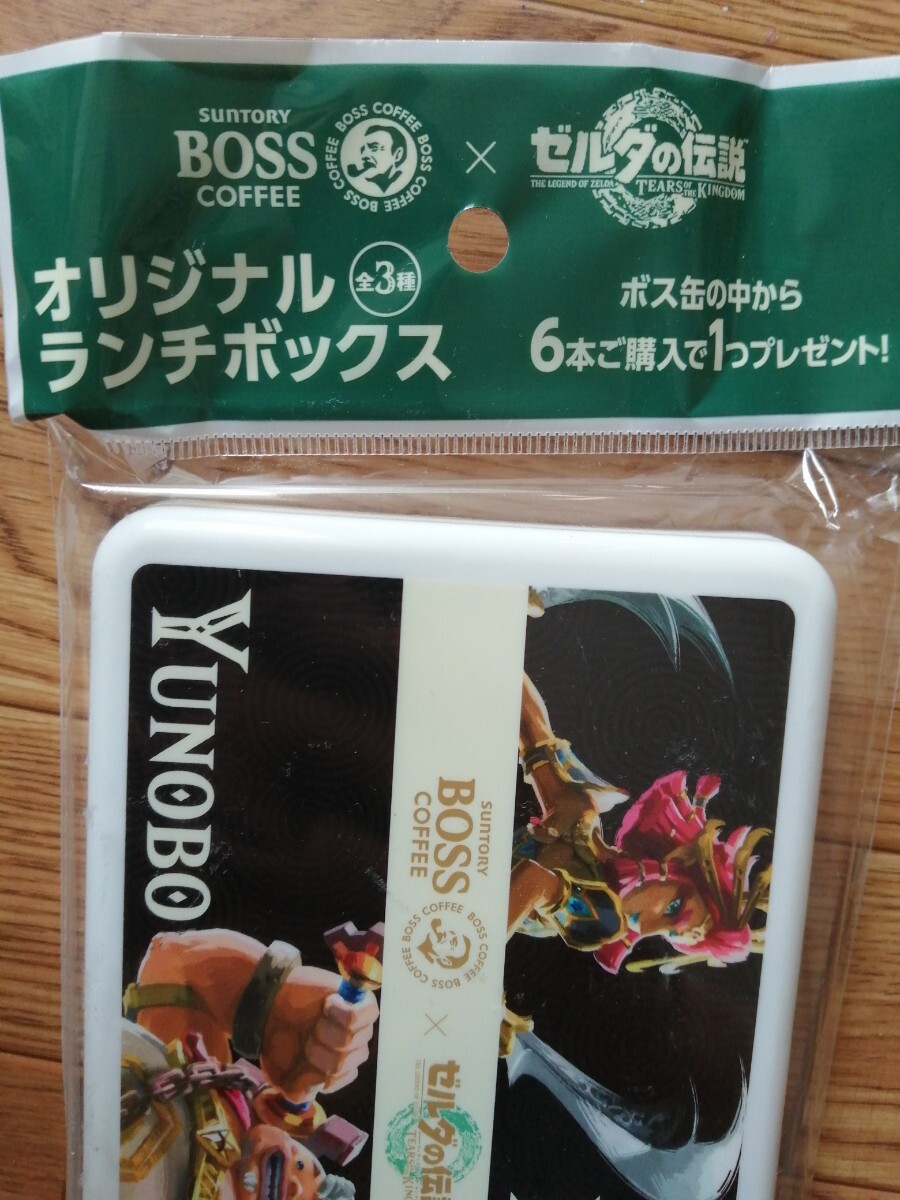 SUNTORY
BOSS
COFFEE
BOSS COFFEE BOSS COFFEE BOSS COFFEE
×
ゼルダの伝説
THE LEGEND OF ZELDA
TEARS OF THE KINGDOM
オリジナル
ランチボックス
全3種
ボス缶の中から
6本ご購入で1つプレゼント!
YUNOBO
SUNTORY
BOSS
COFFEE
BOSS COFFEE BOSS COFFEE BOSS COFFEE
×
ゼルダの伝